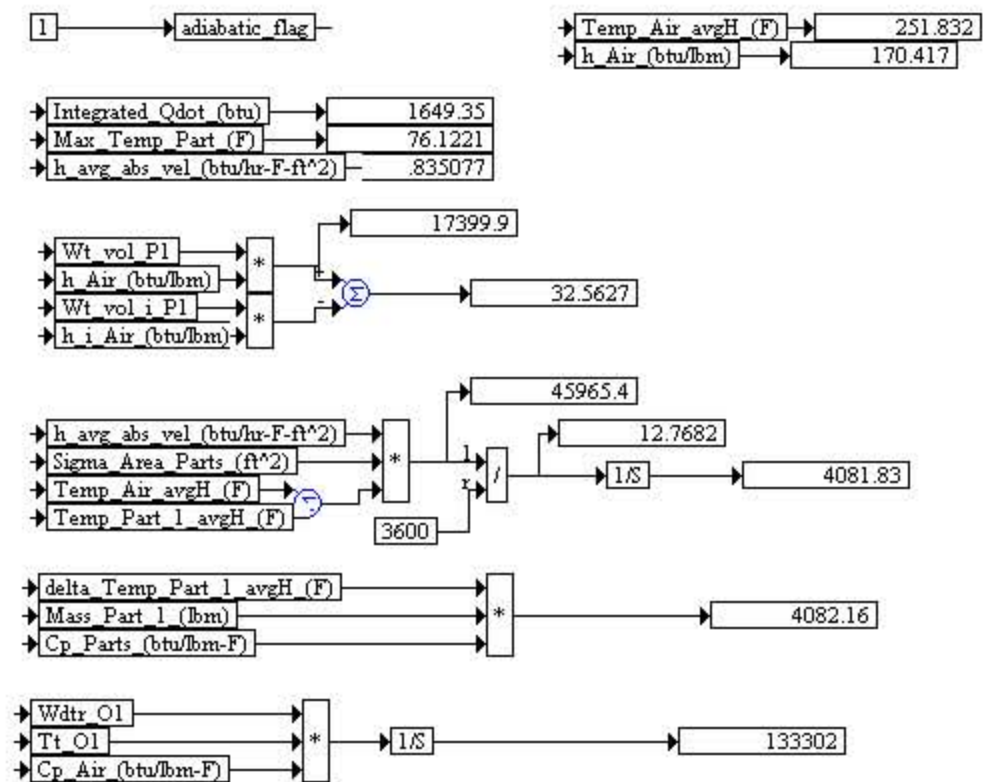 1 adiabatic_flag Temp_Air_avgH_(F) 251.832
h_Air_(btu/lbm) 170.417
Integrated_Qdot_(btu) 1649.35
Max_Temp_Part_(F) 76.1221
h_avg_abs_vel_(btu/hr-F-ft^2) .835077
17399.9
Wt_vol_P1
*
h_Air_(btu/lbm) + Σ 32.5627
Wt_vol_i_P1 -
*
h_i_Air_(btu/lbm)
45965.4
h_avg_abs_vel_(btu/hr-F-ft^2) 12.7682
Sigma_Area_Parts_(ft^2) * l / 1/S 4081.83
Temp_Air_avgH_(F) r
Temp_Part_1_avgH_(F) -
3600
delta_Temp_Part_1_avgH_(F)
Mass_Part_1_(lbm) * 4082.16
Cp_Parts_(btu/lbm-F)
Wdtr_O1
Tt_O1 * 1/S 133302
Cp_Air_(btu/lbm-F)